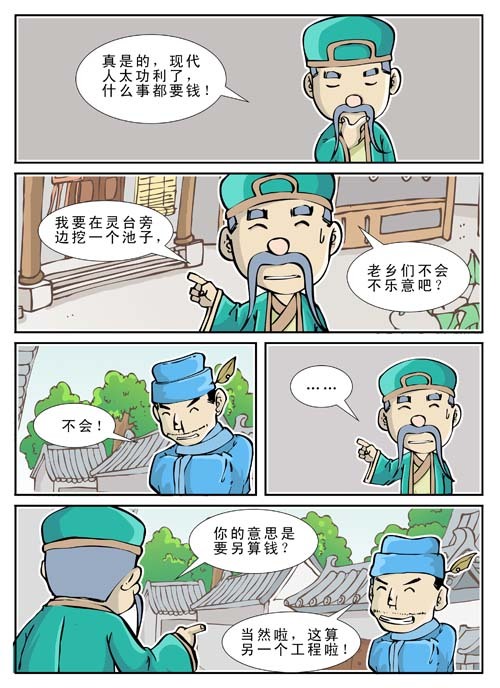 真是的，现代
人太功利了，
什么事都要钱！
我要在灵台旁
边挖一个池子，
老乡们不会
不乐意吧？
不会！
……
你的意思是
要另算钱？
当然啦，这算
另一个工程啦！